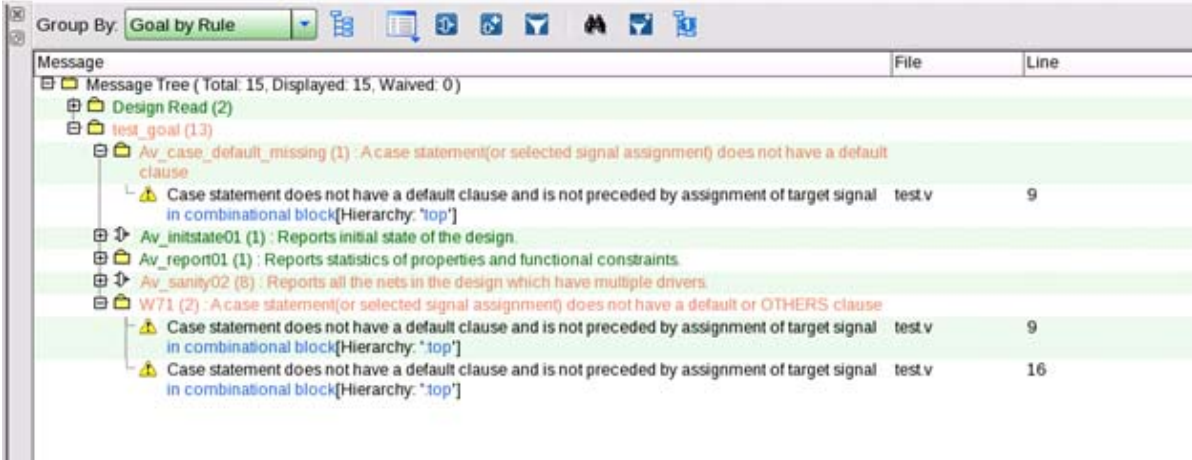 Group By: Goal by Rule
Message File Line
Message Tree ( Total: 15, Displayed: 15, Waived: 0 )
Design Read (2)
test_goal (13)
Av_case_default_missing (1) : A case statement(or selected signal assignment) does not have a default
clause
Case statement does not have a default clause and is not preceded by assignment of target signal test.v 9
in combinational block[Hierarchy: 'top']
Av_initstate01 (1) : Reports initial state of the design.
Av_report01 (1) : Reports statistics of properties and functional constraints.
Av_sanity02 (8) : Reports all the nets in the design which have multiple drivers.
W71 (2) : A case statement(or selected signal assignment) does not have a default or OTHERS clause
Case statement does not have a default clause and is not preceded by assignment of target signal test.v 9
in combinational block[Hierarchy: ':top']
Case statement does not have a default clause and is not preceded by assignment of target signal test.v 16
in combinational block[Hierarchy: ':top']